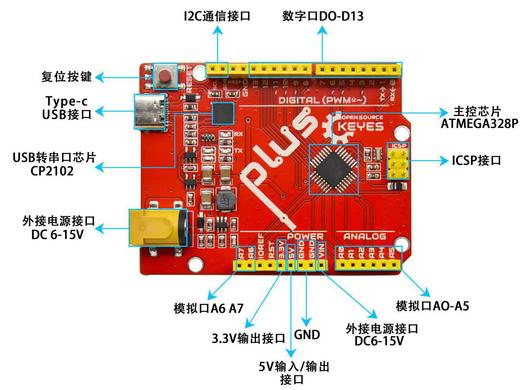 I2C通信接口
数字口DO-D13
复位按键
Type-c
USB接口
USB转串口芯片
CP2102
外接电源接口
DC 6-15V
主控芯片
ATMEGA328P
ICSP接口
RESET
DIGITAL (PWM~)
TX
RX
RX
TX
plus
OPEN SOURCE
KEYES
ICSP
POWER
ANALOG
A7
A6
IOREF
RST
3.3V
5V
GND
GND
VIN
A0
A1
A2
A3
A4
A5
模拟口A6 A7
3.3V输出接口
5V输入/输出
接口
GND
外接电源接口
DC6-15V
模拟口AO-A5